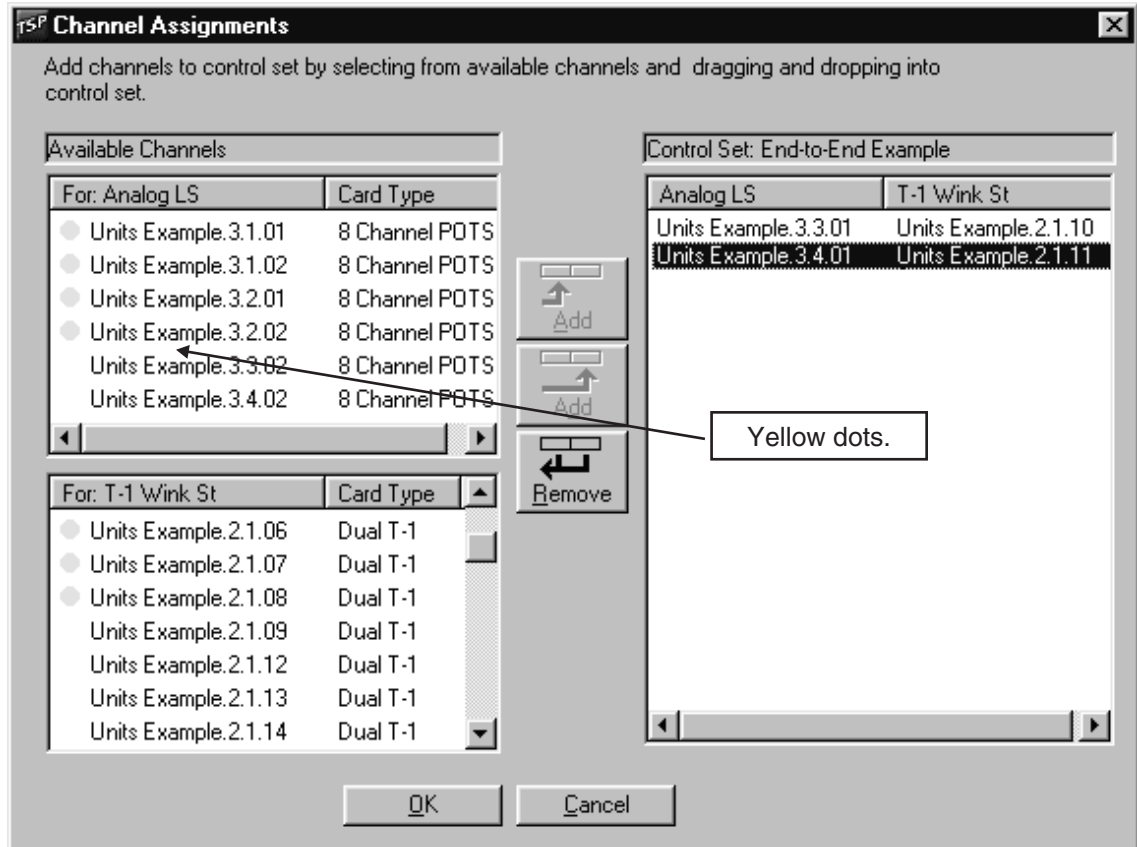 TSP Channel Assignments
Add channels to control set by selecting from available channels and dragging and dropping into
control set.
Available Channels
For: Analog LS Card Type
Units Example.3.1.01 8 Channel POTS
Units Example.3.1.02 8 Channel POTS
Units Example.3.2.01 8 Channel POTS
Units Example.3.2.02 8 Channel POTS
Units Example.3.3.02 8 Channel POTS
Units Example.3.4.02 8 Channel POTS
For: T-1 Wink St Card Type
Units Example.2.1.06 Dual T-1
Units Example.2.1.07 Dual T-1
Units Example.2.1.08 Dual T-1
Units Example.2.1.09 Dual T-1
Units Example.2.1.12 Dual T-1
Units Example.2.1.13 Dual T-1
Units Example.2.1.14 Dual T-1
Add
Add
Remove
Control Set: End-to-End Example
Analog LS T-1 Wink St
Units Example.3.3.01 Units Example.2.1.10
Units Example.3.4.01 Units Example.2.1.11
Yellow dots.
OK Cancel